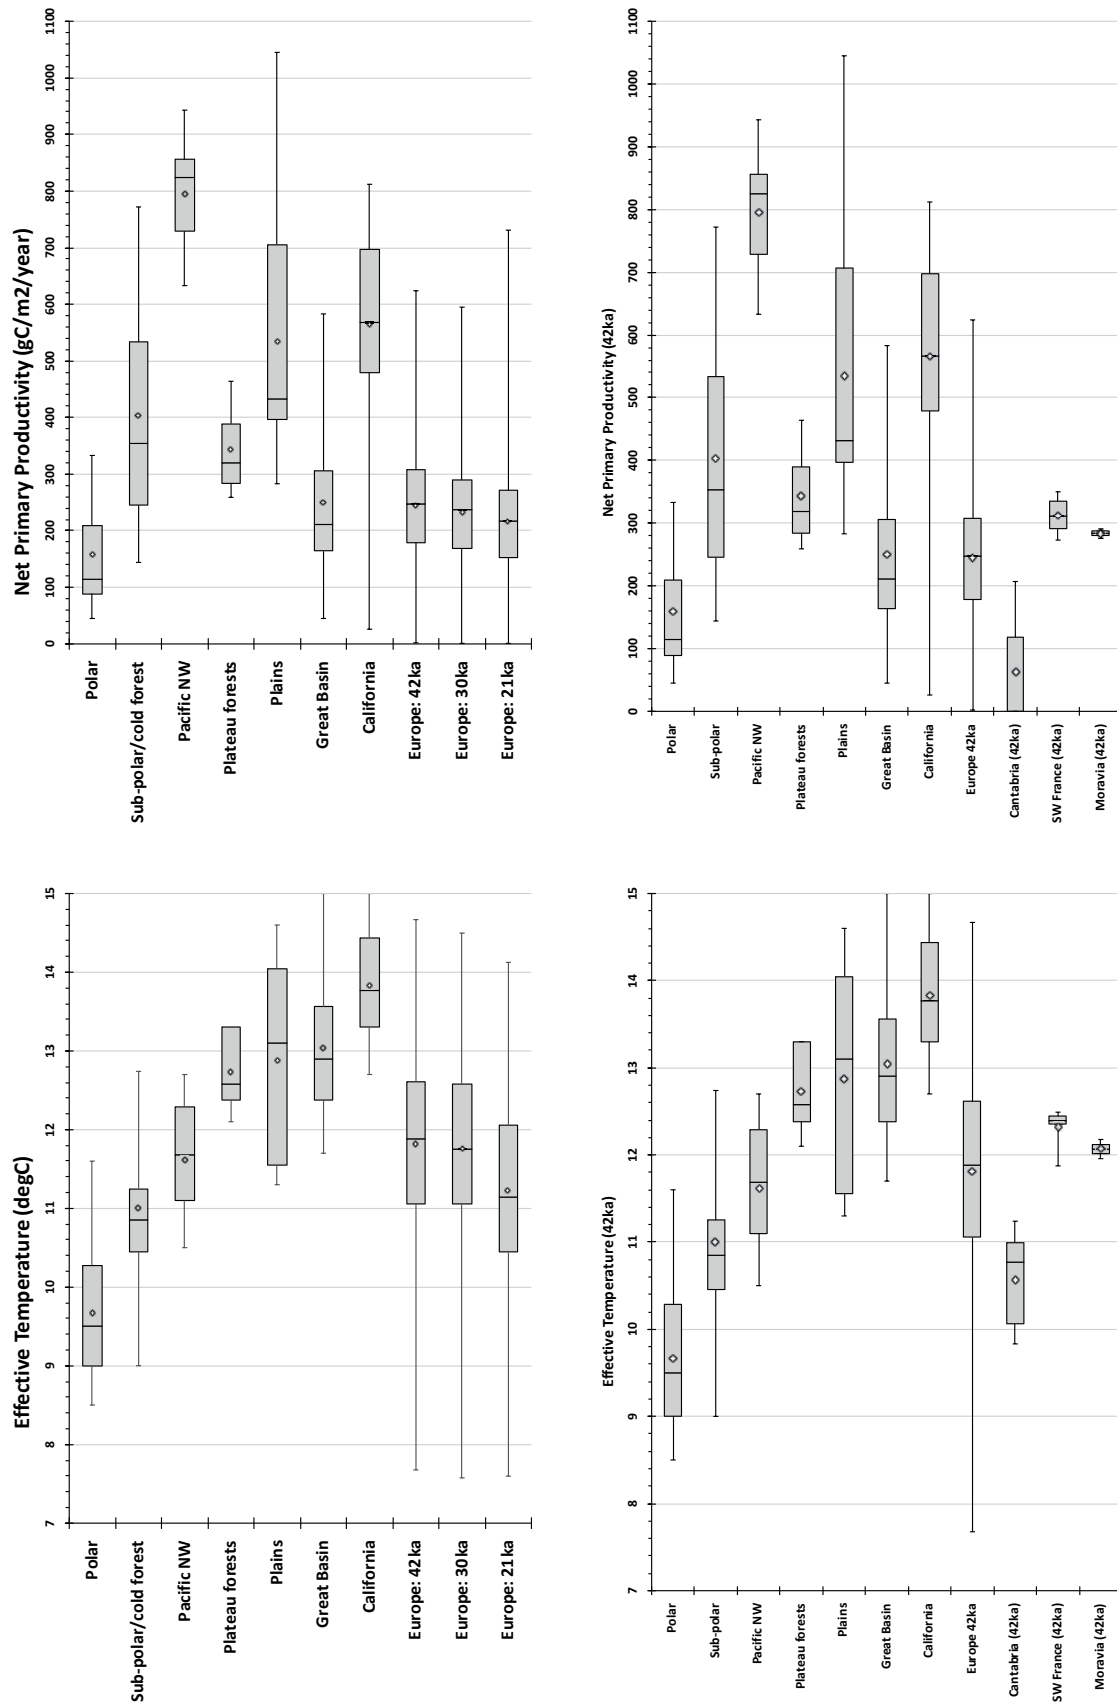 Net Primary Productivity (gC/m2/year)
0 100 200 300 400 500 600 700 800 900 1000 1100
Polar
Sub-polar/cold forest
Pacific NW
Plateau forests
Plains
Great Basin
California
Europe: 42ka
Europe: 30ka
Europe: 21ka
Net Primary Productivity (42ka)
0 100 200 300 400 500 600 700 800 900 1000 1100
Polar
Sub-polar
Pacific NW
Plateau forests
Plains
Great Basin
California
Europe 42ka
Cantabria (42ka)
SW France (42ka)
Moravia (42ka)
Effective Temperature (degC)
7 8 9 10 11 12 13 14 15
Polar
Sub-polar/cold forest
Pacific NW
Plateau forests
Plains
Great Basin
California
Europe: 42ka
Europe: 30ka
Europe: 21ka
Effective Temperature (42ka)
7 8 9 10 11 12 13 14 15
Polar
Sub-polar
Pacific NW
Plateau forests
Plains
Great Basin
California
Europe 42ka
Cantabria (42ka)
SW France (42ka)
Moravia (42ka)